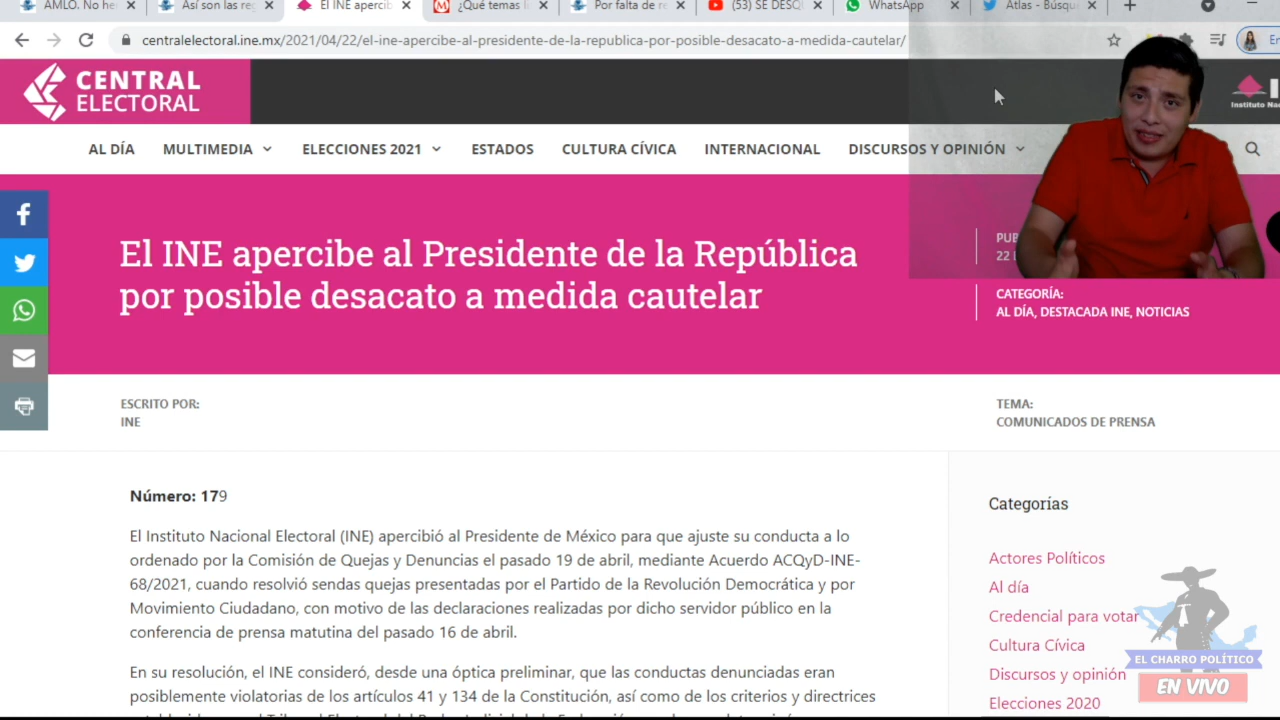 AMLO. No he
Así son las reg
El INE apercib
¿Qué temas l
Por falta de re
(53) SE DESQ
WhatsApp
Atlas - Búsqu
centralelectoral.ine.mx/2021/04/22/el-ine-apercibe-al-presidente-de-la-republica-por-posible-desacato-a-medida-cautelar/
En
CENTRAL
ELECTORAL
Instituto Na
AL DÍA
MULTIMEDIA
ELECCIONES 2021
ESTADOS
CULTURA CÍVICA
INTERNACIONAL
DISCURSOS Y OPINIÓN
El INE apercibe al Presidente de la República
por posible desacato a medida cautelar
PUB
22
CATEGORÍA:
AL DÍA, DESTACADA INE, NOTICIAS
ESCRITO POR:
INE
TEMA:
COMUNICADOS DE PRENSA
Número: 179
El Instituto Nacional Electoral (INE) apercibió al Presidente de México para que ajuste su conducta a lo
ordenado por la Comisión de Quejas y Denuncias el pasado 19 de abril, mediante Acuerdo ACQyD-INE-
68/2021, cuando resolvió sendas quejas presentadas por el Partido de la Revolución Democrática y por
Movimiento Ciudadano, con motivo de las declaraciones realizadas por dicho servidor público en la
conferencia de prensa matutina del pasado 16 de abril.
En su resolución, el INE consideró, desde una óptica preliminar, que las conductas denunciadas eran
posiblemente violatorias de los artículos 41 y 134 de la Constitución, así como de los criterios y directrices
Categorías
Actores Políticos
Al día
Credencial para votar
Cultura Cívica
Discursos y opinión
Elecciones 2020
EL CHARRO POLÍTICO
EN VIVO